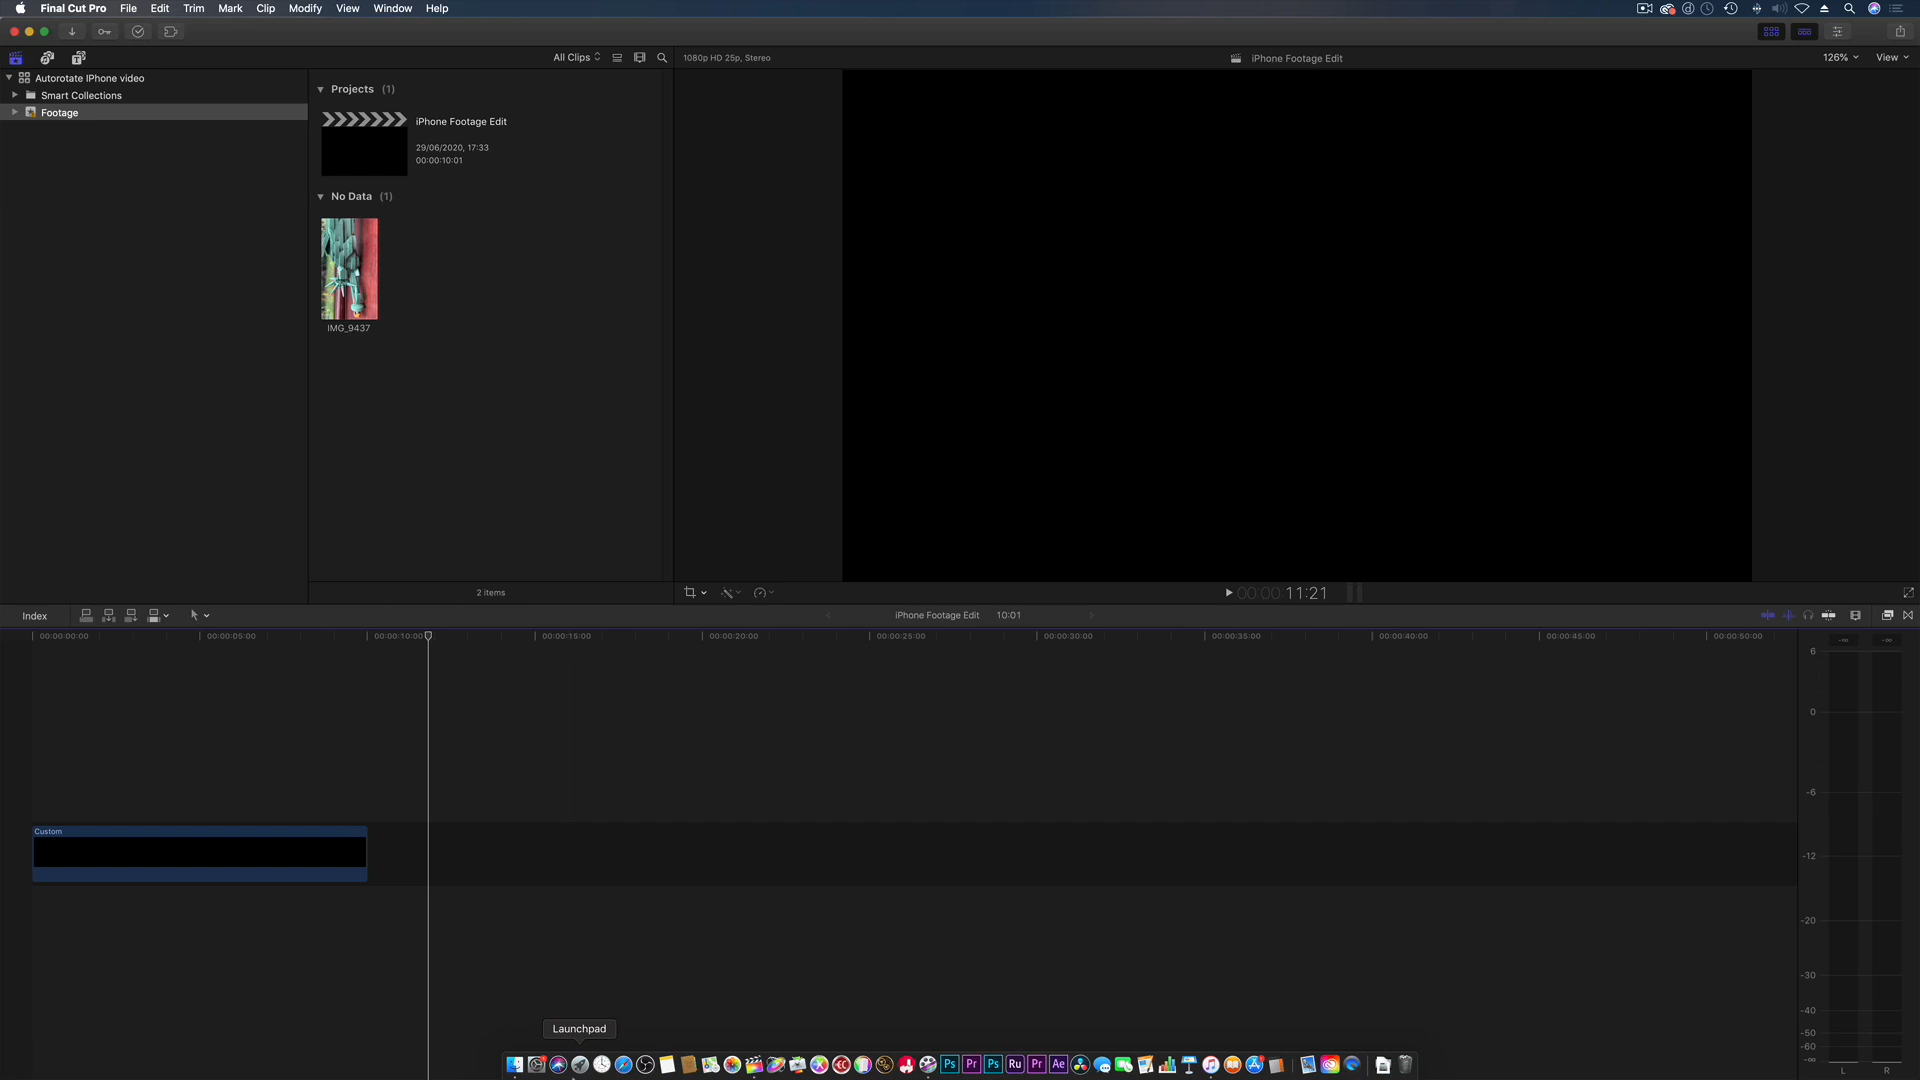 Final Cut Pro File Edit Trim Mark Clip Modify View Window Help
All Clips
1080p HD 25p, Stereo
iPhone Footage Edit
126%
View
Autorotate IPhone video
Smart Collections
Footage
Projects (1)
iPhone Footage Edit
29/06/2020, 17:33
00:00:10:01
No Data (1)
IMG_9437
2 items
00:00:11:21
Index
iPhone Footage Edit 10:01
00:00:00:00 00:00:05:00 00:00:10:00 00:00:15:00 00:00:20:00 00:00:25:00 00:00:30:00 00:00:35:00 00:00:40:00 00:00:45:00 00:00:50:00
-∞ -∞
6
0
-6
-12
-20
-30
-40
-50
-60
-∞
L R
Custom
Launchpad
Ps Pr Ps Ru Pr Ae